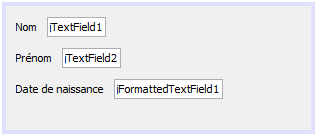 Nom jTextField1
Prénom jTextField2
Date de naissance jFormattedTextField1